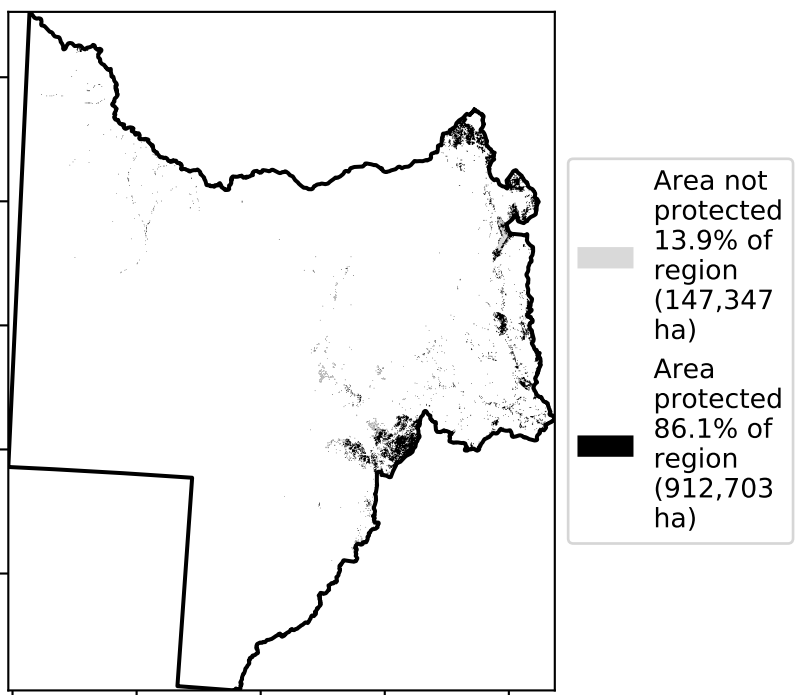 Area not
protected
13.9% of
region
(147,347
ha)
Area
protected
86.1% of
region
(912,703
ha)